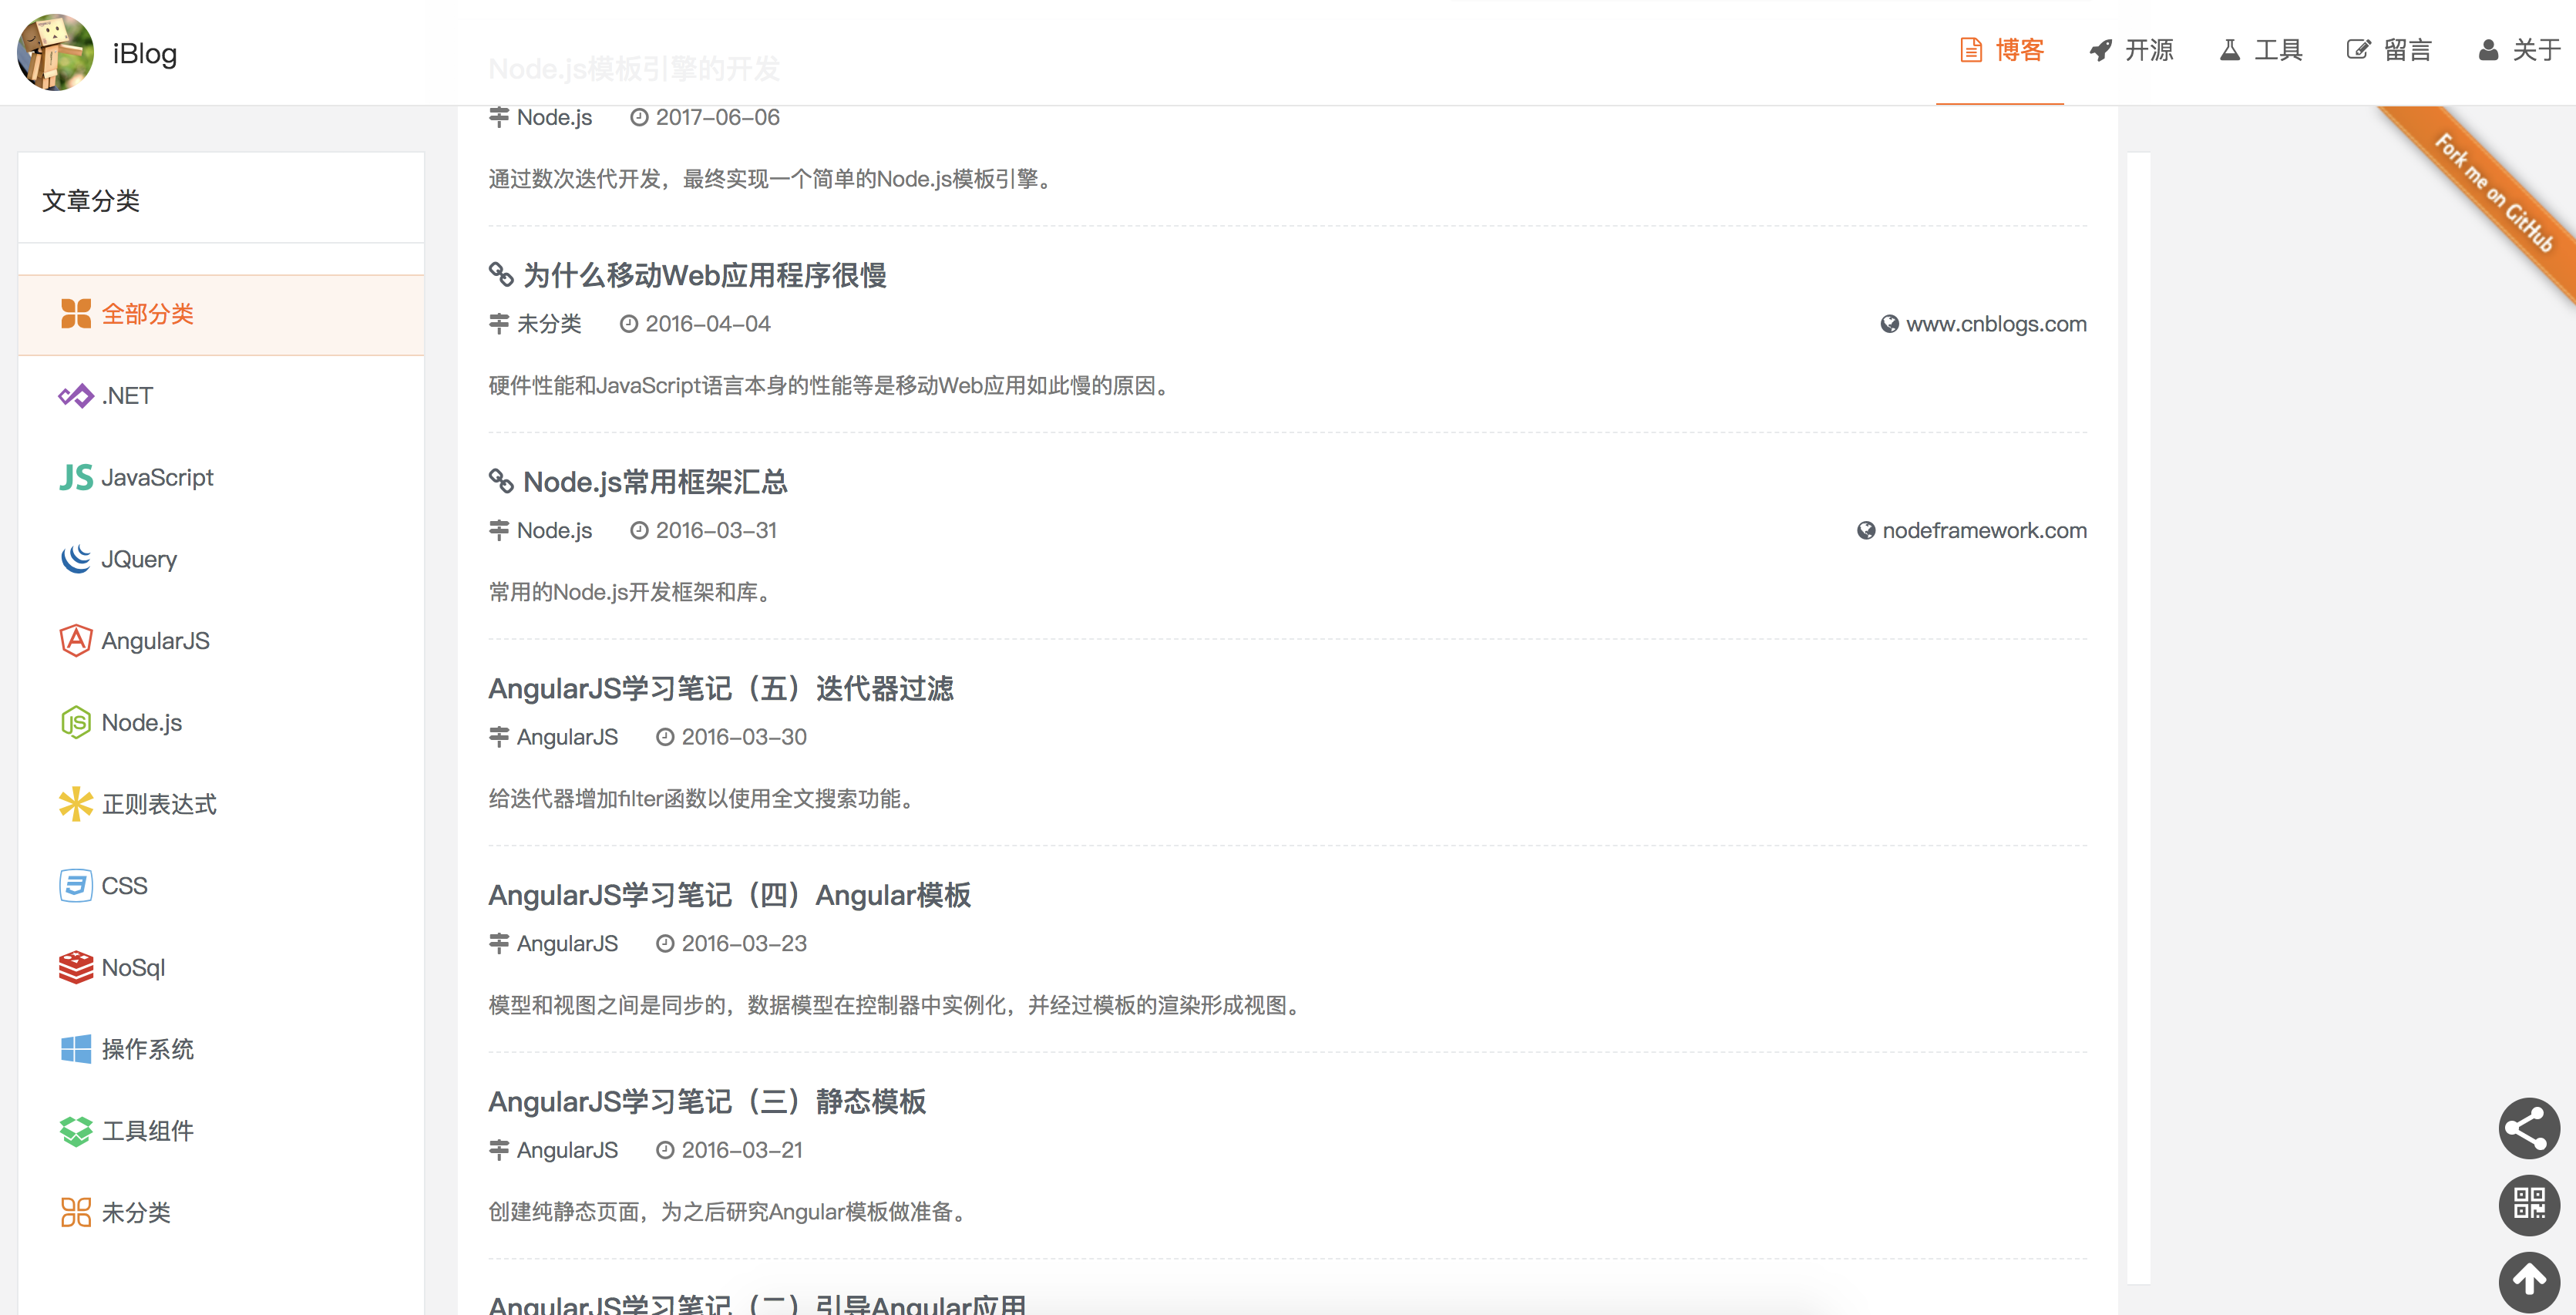 iBlog
博客
开源
工具
留言
关于
Fork me on GitHub
文章分类
全部分类
.NET
JavaScript
JQuery
AngularJS
Node.js
正则表达式
CSS
NoSql
操作系统
工具组件
未分类
Node.js模板引擎的开发
Node.js 2017-06-06
通过数次迭代开发，最终实现一个简单的Node.js模板引擎。
为什么移动Web应用程序很慢
未分类 2016-04-04 www.cnblogs.com
硬件性能和JavaScript语言本身的性能等是移动Web应用如此慢的原因。
Node.js常用框架汇总
Node.js 2016-03-31 nodeframework.com
常用的Node.js开发框架和库。
AngularJS学习笔记（五）迭代器过滤
AngularJS 2016-03-30
给迭代器增加filter函数以使用全文搜索功能。
AngularJS学习笔记（四）Angular模板
AngularJS 2016-03-23
模型和视图之间是同步的，数据模型在控制器中实例化，并经过模板的渲染形成视图。
AngularJS学习笔记（三）静态模板
AngularJS 2016-03-21
创建纯静态页面，为之后研究Angular模板做准备。
AngularJS学习笔记（二）引导Angular应用